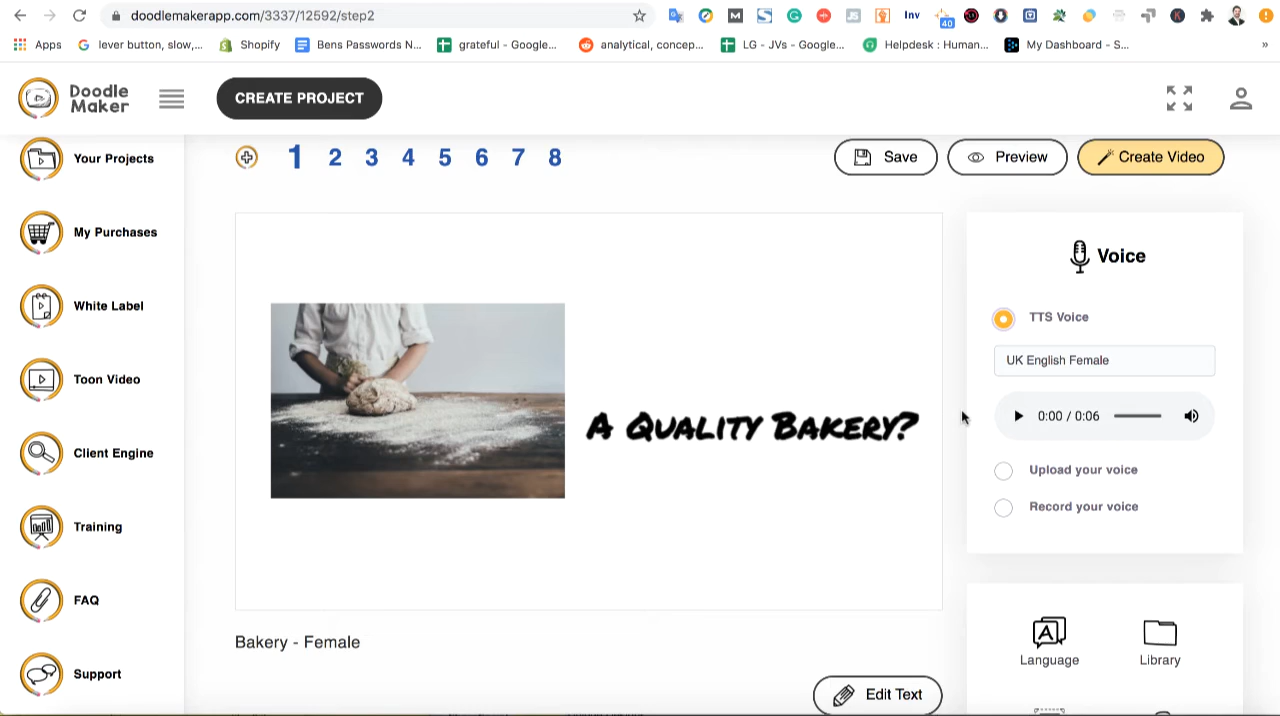 doodlemakerapp.com/3337/12592/step2
Inv
40
Apps
lever button, slow,...
Shopify
Bens Passwords N...
grateful - Google...
analytical, concep...
LG - JVs - Google...
Helpdesk : Human...
My Dashboard - S...
»
Doodle
Maker
CREATE PROJECT
1 2 3 4 5 6 7 8
Save
Preview
Create Video
Your Projects
My Purchases
White Label
Toon Video
Client Engine
Training
FAQ
Support
A Quality Bakery?
Bakery - Female
Edit Text
Voice
TTS Voice
UK English Female
0:00 / 0:06
Upload your voice
Record your voice
Language
Library